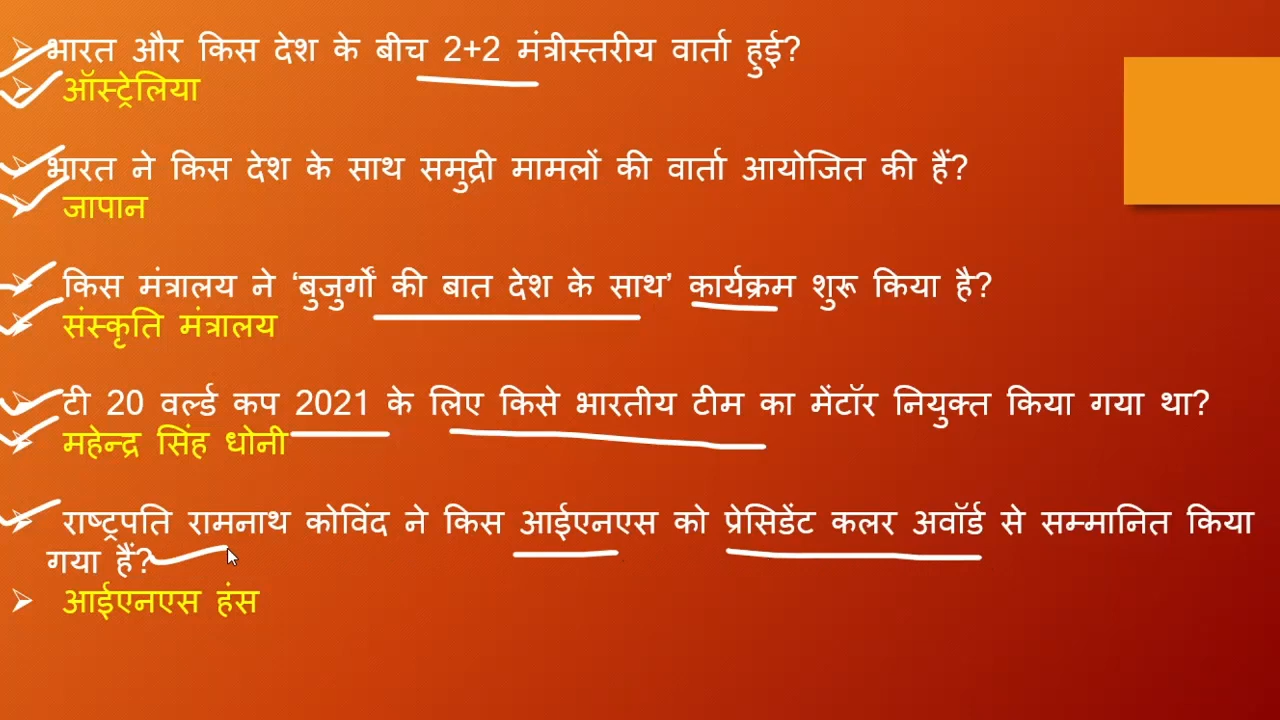 भारत और किस देश के बीच 2+2 मंत्रीस्तरीय वार्ता हुई?
ऑस्ट्रेलिया
भारत ने किस देश के साथ समुद्री मामलों की वार्ता आयोजित की हैं?
जापान
किस मंत्रालय ने ‘बुजुर्गों की बात देश के साथ’ कार्यक्रम शुरू किया है?
संस्कृति मंत्रालय
टी 20 वर्ल्ड कप 2021 के लिए किसे भारतीय टीम का मेंटॉर नियुक्त किया गया था?
महेन्द्र सिंह धोनी
राष्ट्रपति रामनाथ कोविंद ने किस आईएनएस को प्रेसिडेंट कलर अवॉर्ड से सम्मानित किया
गया हैं?
आईएनएस हंस